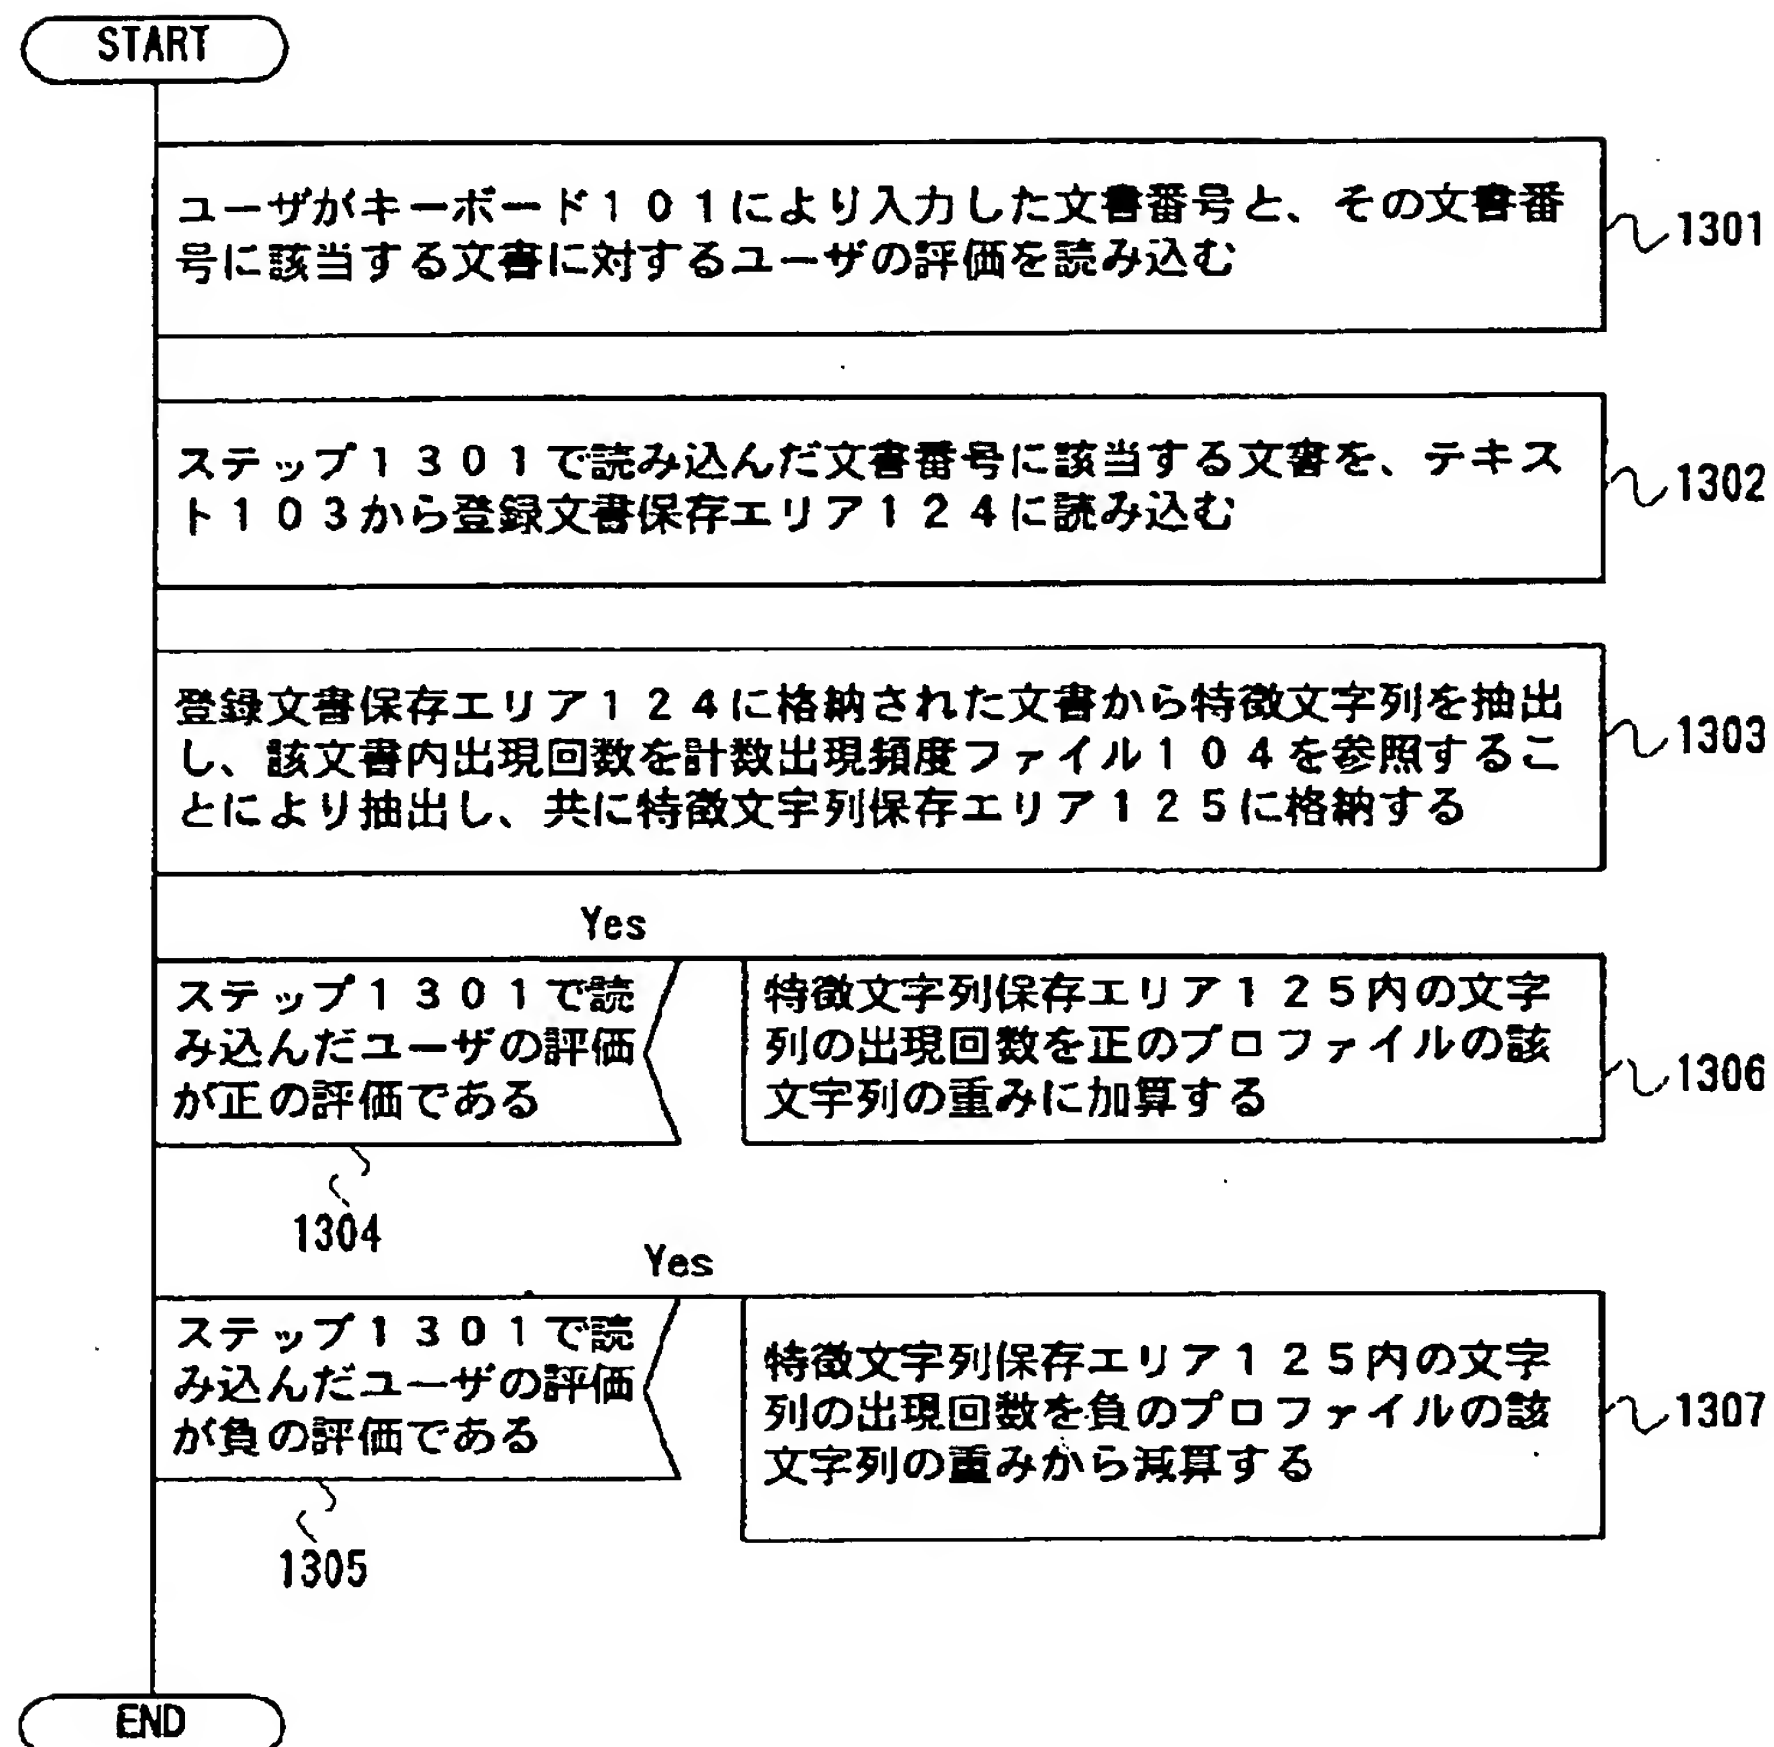 START
ユーザがキーボード１０１により入力した文書番号と、その文書番
号に該当する文書に対するユーザの評価を読み込む
1301
ステップ１３０１で読み込んだ文書番号に該当する文書を、テキス
ト１０３から登録文書保存エリア１２４に読み込む
1302
登録文書保存エリア１２４に格納された文書から特徴文字列を抽出
し、該文書内出現回数を計数出現頻度ファイル１０４を参照するこ
とにより抽出し、共に特徴文字列保存エリア１２５に格納する
1303
Yes
ステップ１３０１で読
み込んだユーザの評価
が正の評価である
1304
特徴文字列保存エリア１２５内の文字
列の出現回数を正のプロファイルの該
文字列の重みに加算する
1306
Yes
ステップ１３０１で読
み込んだユーザの評価
が負の評価である
1305
特徴文字列保存エリア１２５内の文字
列の出現回数を負のプロファイルの該
文字列の重みから減算する
1307
END